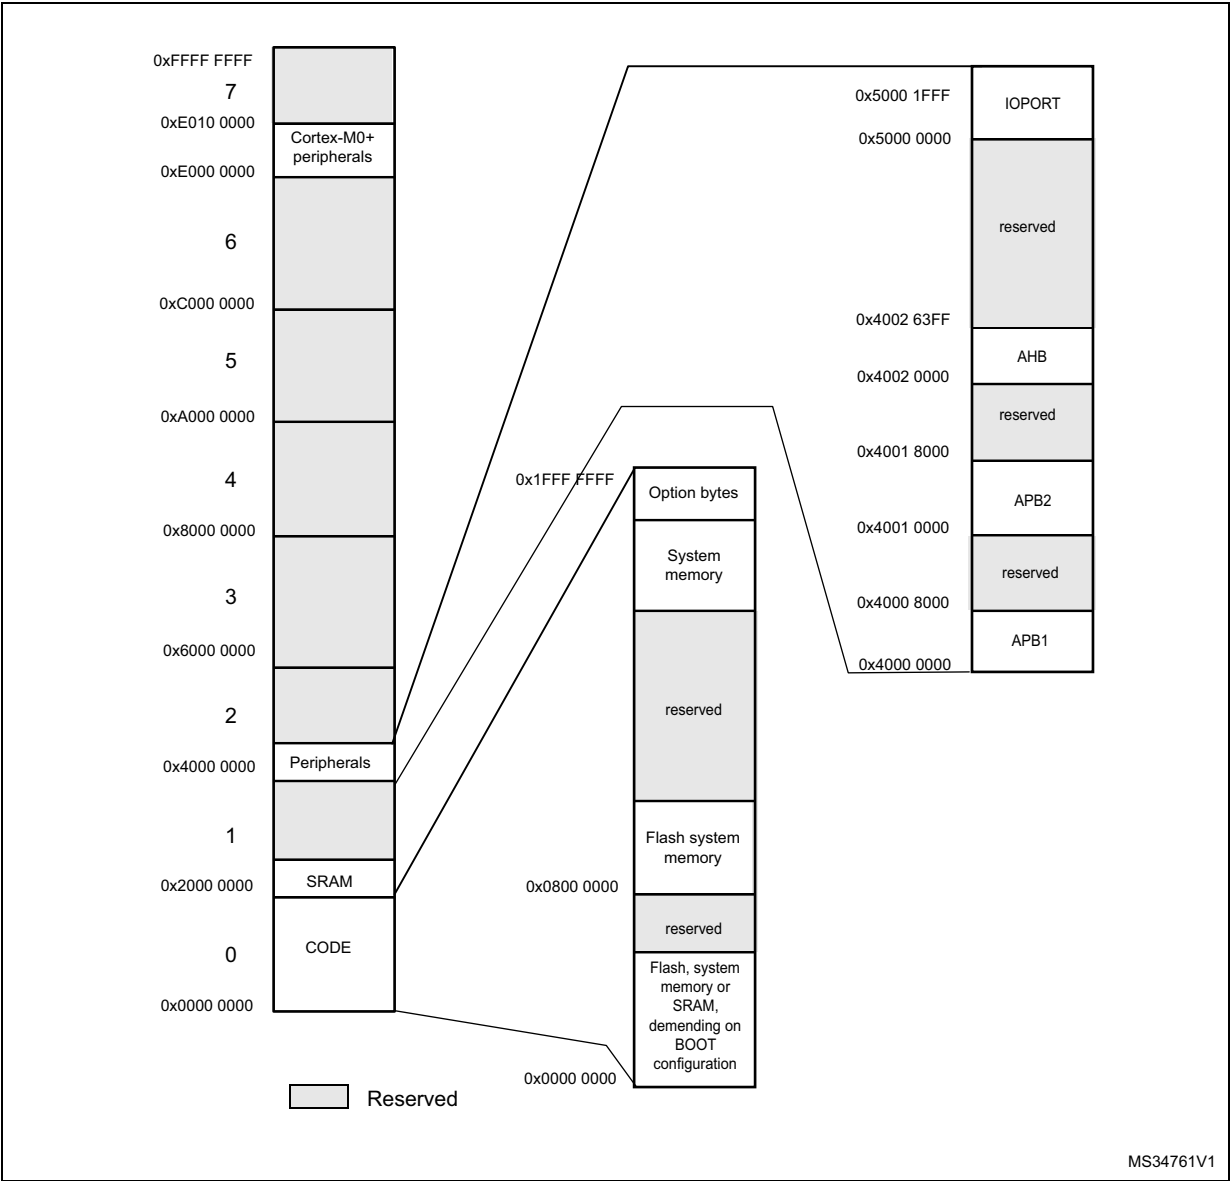 0xFFFF FFFF
7
0xE010 0000
Cortex-M0+
peripherals
0xE000 0000
6
0xC000 0000
5
0xA000 0000
4
0x8000 0000
3
0x6000 0000
2
0x4000 0000
Peripherals
1
0x2000 0000
SRAM
0
CODE
0x0000 0000
Reserved
0x1FFF FFFF
Option bytes
System
memory
reserved
Flash system
memory
0x0800 0000
reserved
Flash, system
memory or
SRAM,
demending on
BOOT
configuration
0x0000 0000
0x5000 1FFF
IOPORT
0x5000 0000
reserved
0x4002 63FF
AHB
0x4002 0000
reserved
0x4001 8000
APB2
0x4001 0000
reserved
0x4000 8000
APB1
0x4000 0000
MS34761V1